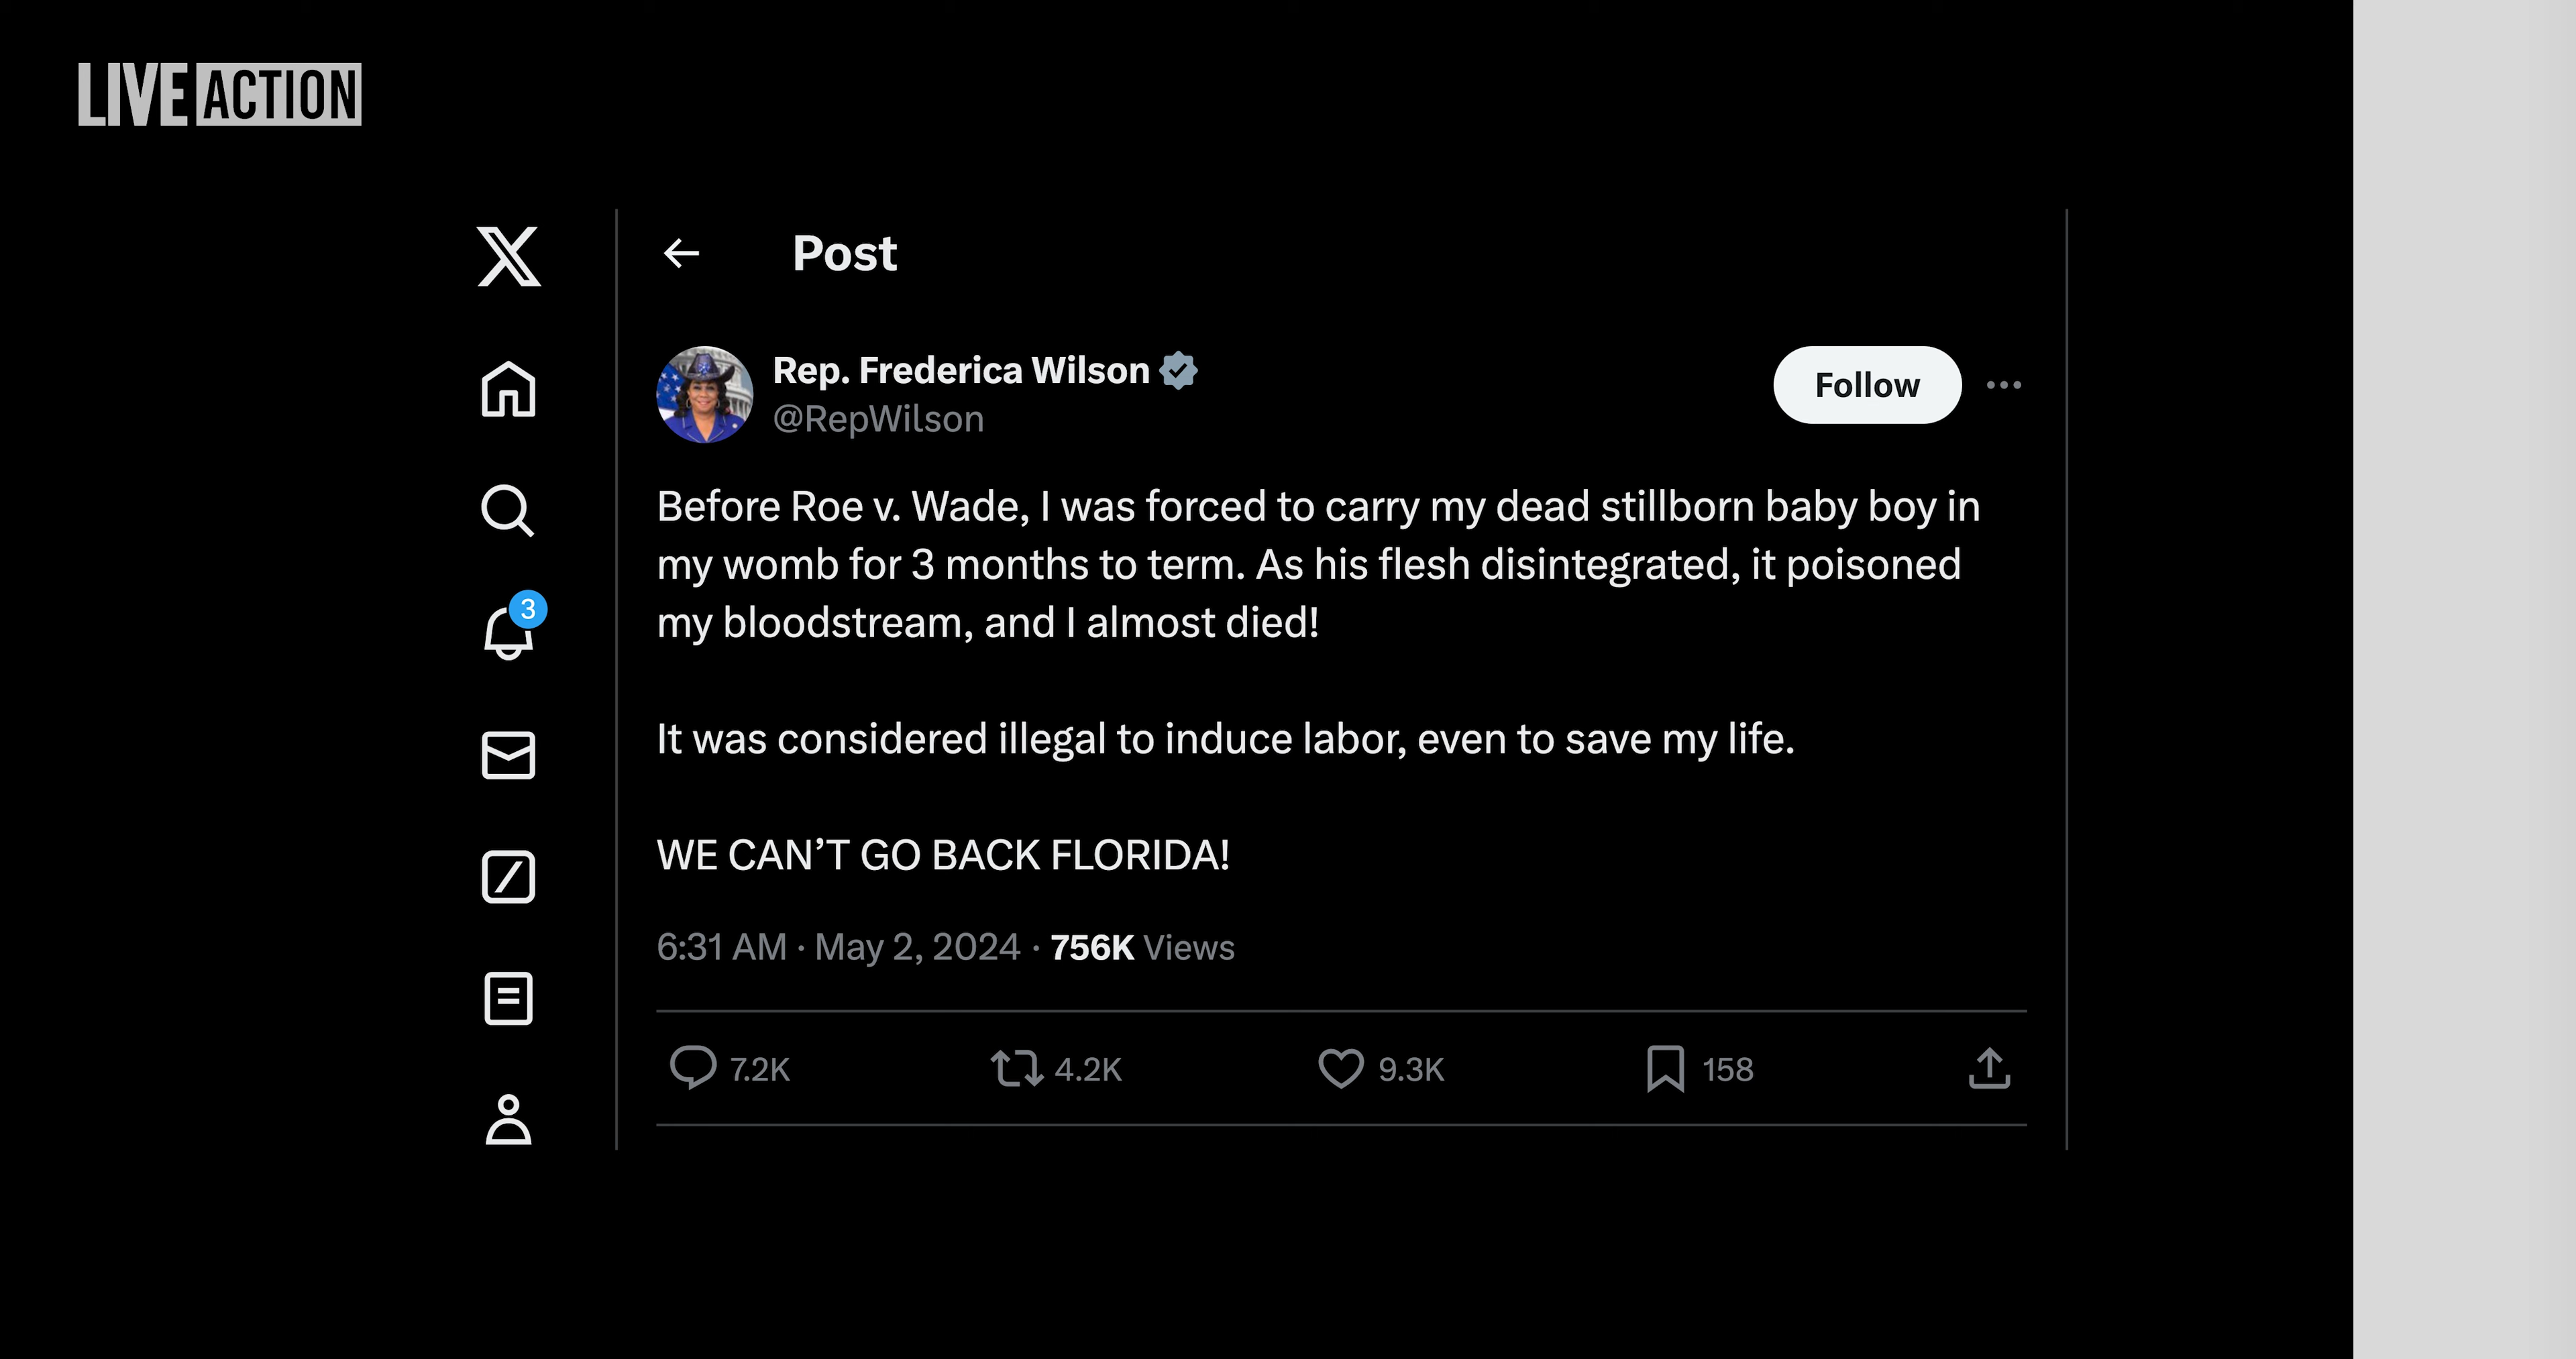 LIVE ACTION
Post
Rep. Frederica Wilson
@RepWilson
Follow
Before Roe v. Wade, I was forced to carry my dead stillborn baby boy in
my womb for 3 months to term. As his flesh disintegrated, it poisoned
my bloodstream, and I almost died!
It was considered illegal to induce labor, even to save my life.
3
WE CAN’T GO BACK FLORIDA!
6:31 AM · May 2, 2024 · 756K Views
7.2K 4.2K 9.3K 158